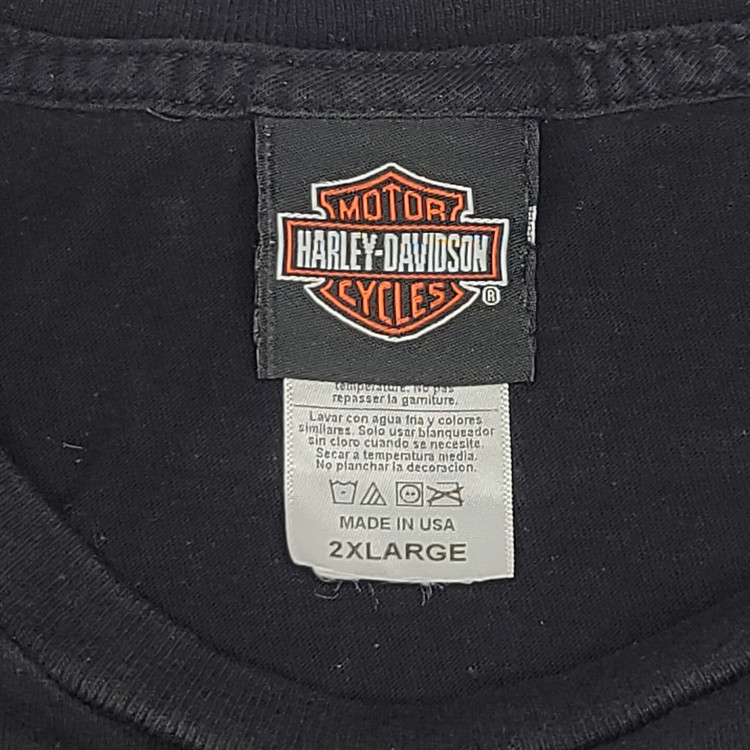 MOTOR
HARLEY-DAVIDSON
CYCLES
®
température. No pas
repasser la garniture.
Lavar con agua fria y colores
similares. Solo usar blanqueador
sin cloro cuando se necesite.
Secar a temperatura media.
No planchar la decoracion.
MADE IN USA
2XLARGE